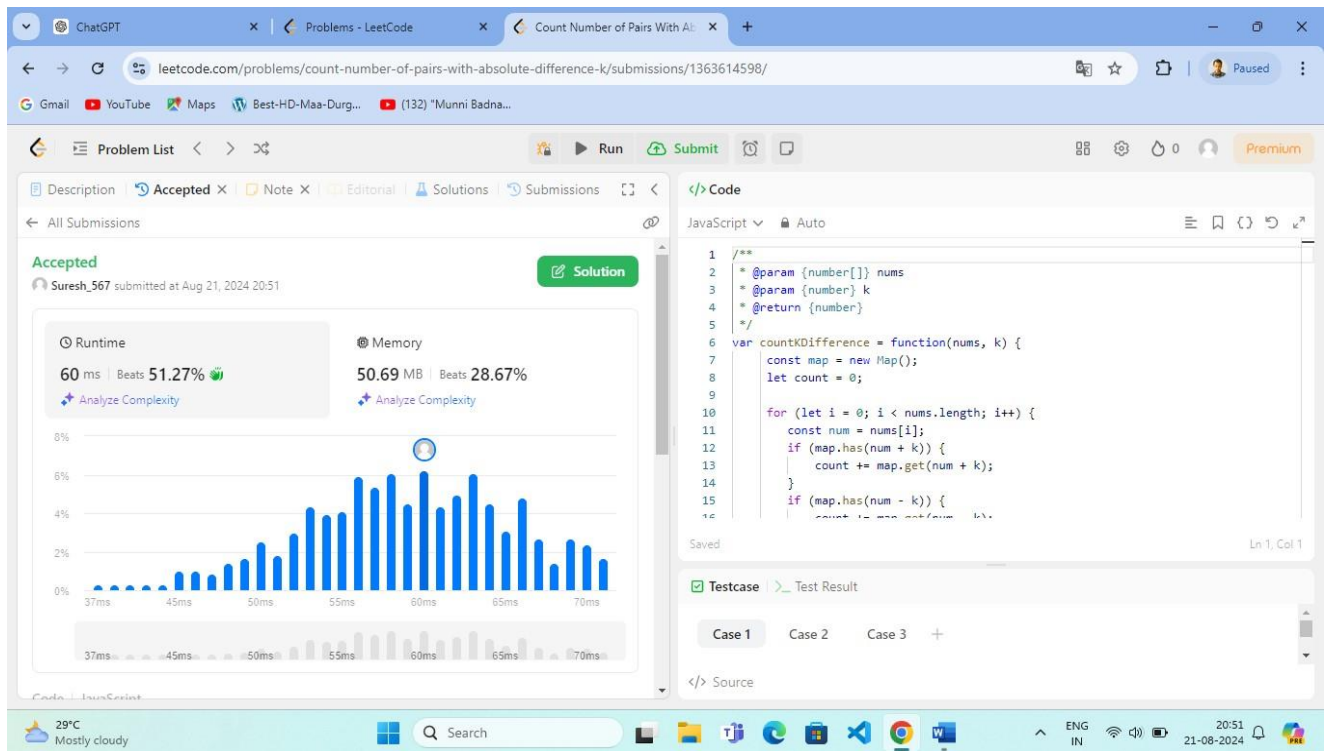 ChatGPT
Problems - LeetCode
Count Number of Pairs With Ab
leetcode.com/problems/count-number-of-pairs-with-absolute-difference-k/submissions/1363614598/
Paused
Gmail YouTube Maps Best-HD-Maa-Durg... (132) "Munni Badna...
Problem List
Run Submit
0
Premium
Description Accepted Note Editorial Solutions Submissions
All Submissions
Accepted
Suresh_567 submitted at Aug 21, 2024 20:51
Solution
Runtime
60 ms Beats 51.27%
Analyze Complexity
Memory
50.69 MB Beats 28.67%
Analyze Complexity
8%
6%
4%
2%
0%
37ms 45ms 50ms 55ms 60ms 65ms 70ms
37ms 45ms 50ms 55ms 60ms 65ms 70ms
Code JavaScript
</> Code
JavaScript Auto
1 /**
2 * @param {number[]} nums
3 * @param {number} k
4 * @return {number}
5 */
6 var countKDifference = function(nums, k) {
7 const map = new Map();
8 let count = 0;
9
10 for (let i = 0; i < nums.length; i++) {
11 const num = nums[i];
12 if (map.has(num + k)) {
13 count += map.get(num + k);
14 }
15 if (map.has(num - k)) {
16 count += map.get(num - k);
Saved
Ln 1, Col 1
Testcase >_ Test Result
Case 1 Case 2 Case 3 +
</> Source
29°C
Mostly cloudy
Search
ENG
IN
20:51
21-08-2024
PRE